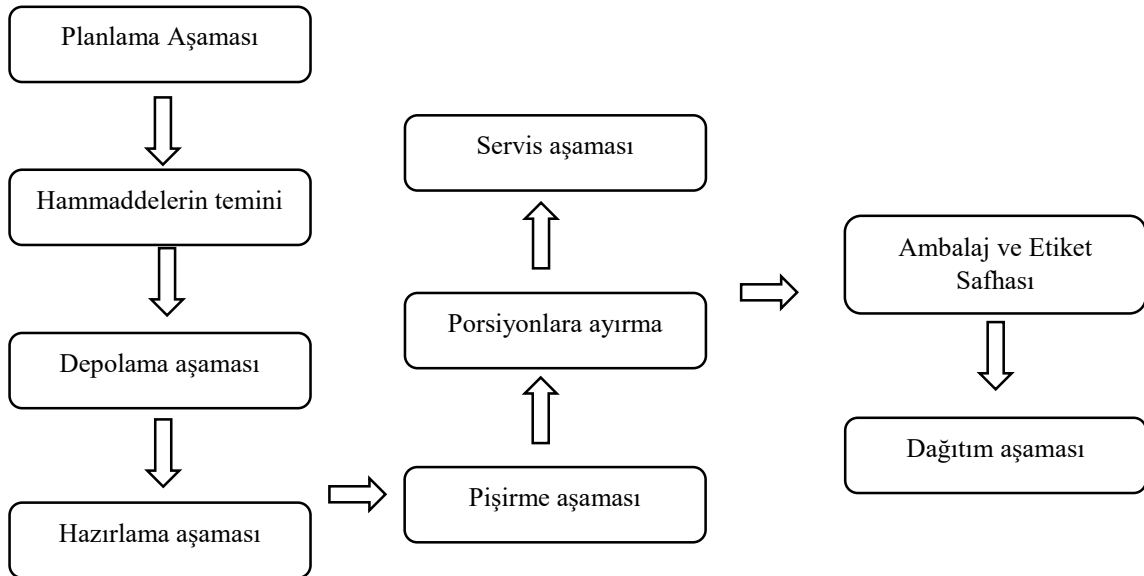 Planlama Aşaması
Hammaddelerin temini
Depolama aşaması
Hazırlama aşaması
Pişirme aşaması
Porsiyonlara ayırma
Servis aşaması
Ambalaj ve Etiket
Safhası
Dağıtım aşaması